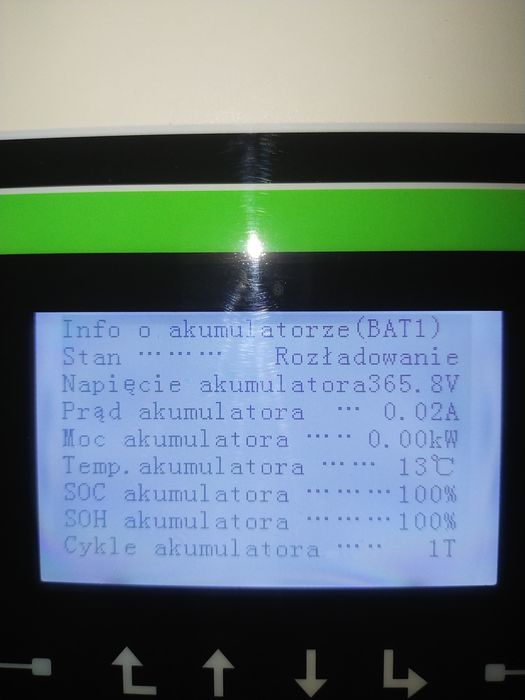 Info o akumulatorze(BAT1)
Stan ⋯⋯⋯ Rozładowanie
Napięcie akumulatora365.8V
Prąd akumulatora ⋯ 0.02A
Moc akumulatora ⋯⋯ 0.00kW
Temp.akumulatora ⋯⋯ 13℃
SOC akumulatora ⋯⋯⋯100%
SOH akumulatora ⋯⋯⋯100%
Cykle akumulatora ⋯⋯ 1T